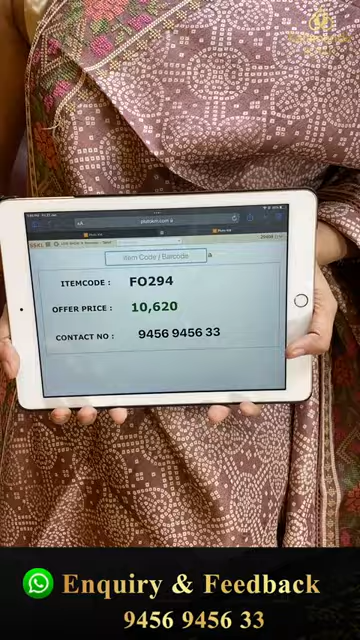 Item Code | Barcode
ITEMCODE : FO294
OFFER PRICE : 10,620
CONTACT NO : 9456 9456 33
Enquiry & Feedback
9456 9456 33